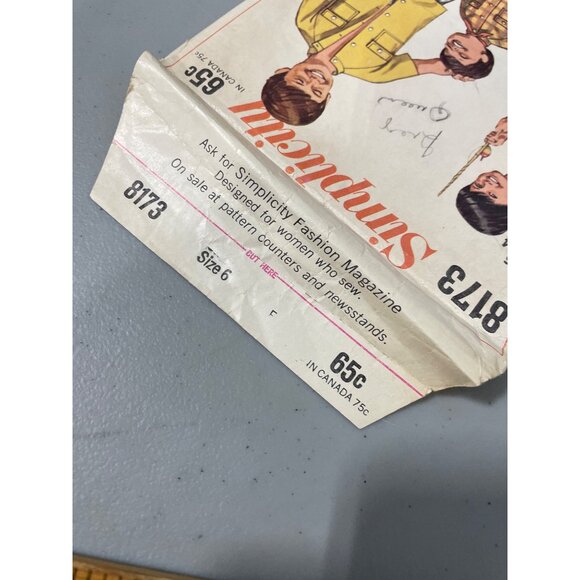 65c
IN CANADA 75c
Simplicity
8173
Queens
Ask for Simplicity Fashion Magazine
Designed for women who sew.
On sale at pattern counters and newsstands.
CUT HERE
8173
Size 6
F
65c
IN CANADA 75c